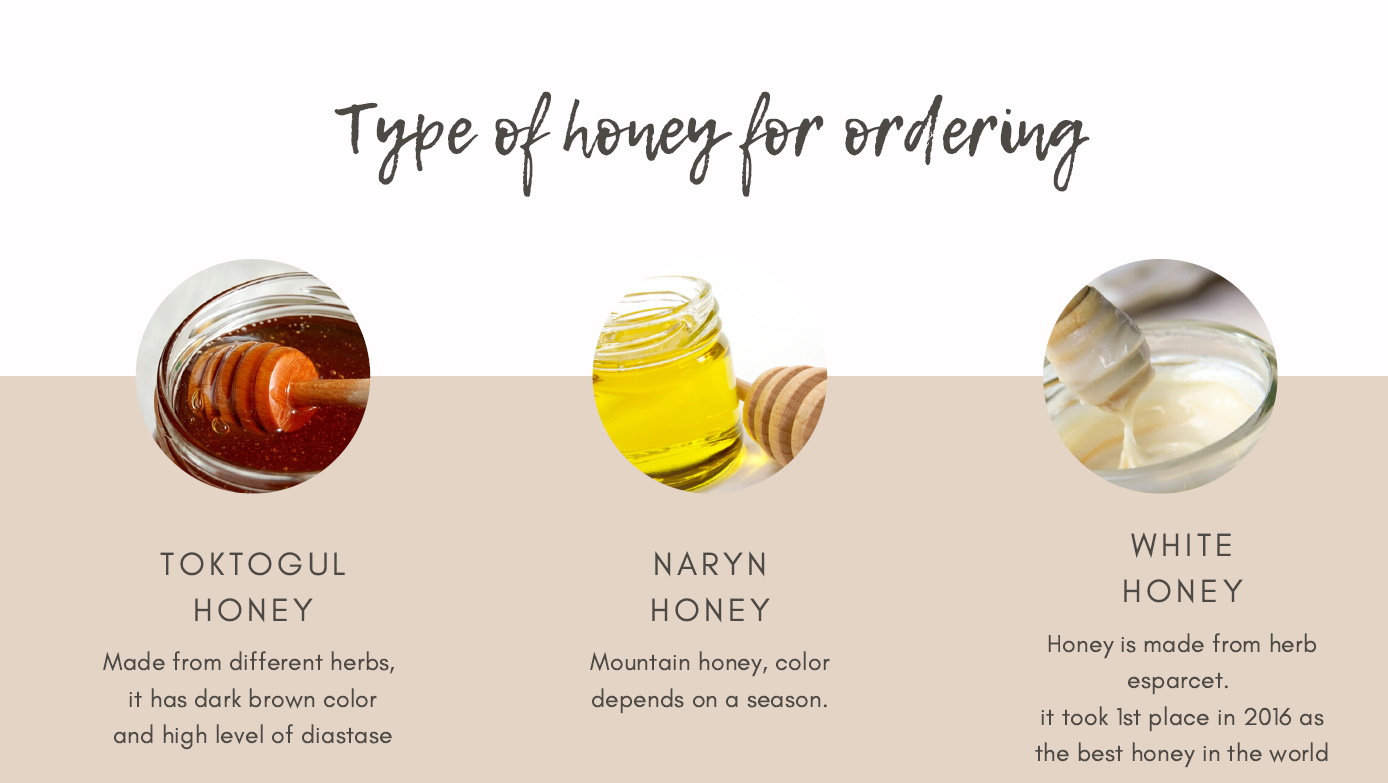 Type of honey for ordering
TOKTOGUL
HONEY
Made from different herbs,
it has dark brown color
and high level of diastase
NARYN
HONEY
Mountain honey, color
depends on a season.
WHITE
HONEY
Honey is made from herb
esparcet.
it took 1st place in 2016 as
the best honey in the world